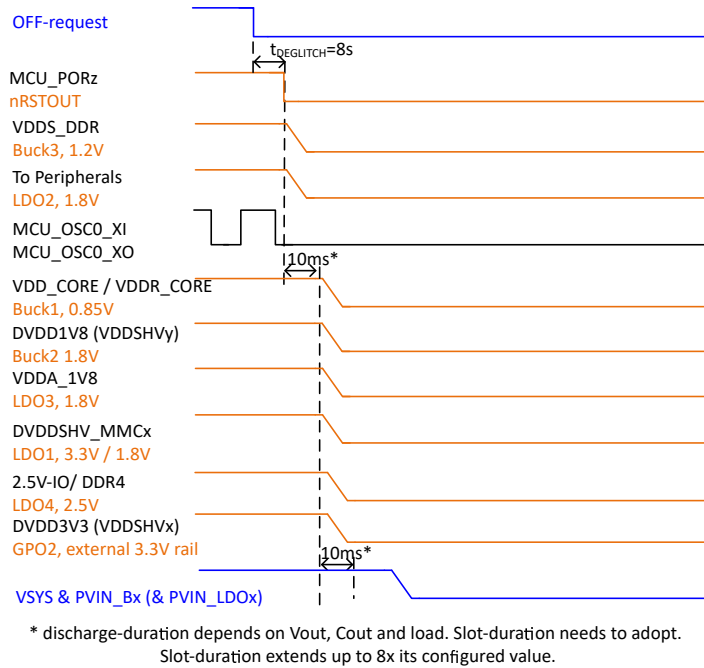 OFF-request
tDEGLITCH=8s
MCU_PORz
nRSTOUT
VDDS_DDR
Buck3, 1.2V
To Peripherals
LDO2, 1.8V
MCU_OSC0_XI
MCU_OSC0_XO
10ms*
VDD_CORE / VDDR_CORE
Buck1, 0.85V
DVDD1V8 (VDDSHVy)
Buck2 1.8V
VDDA_1V8
LDO3, 1.8V
DVDDSHV_MMCx
LDO1, 3.3V / 1.8V
2.5V-IO/ DDR4
LDO4, 2.5V
DVDD3V3 (VDDSHVx)
GPO2, external 3.3V rail
10ms*
VSYS & PVIN_Bx (& PVIN_LDOx)
* discharge-duration depends on Vout, Cout and load. Slot-duration needs to adopt.
Slot-duration extends up to 8x its configured value.